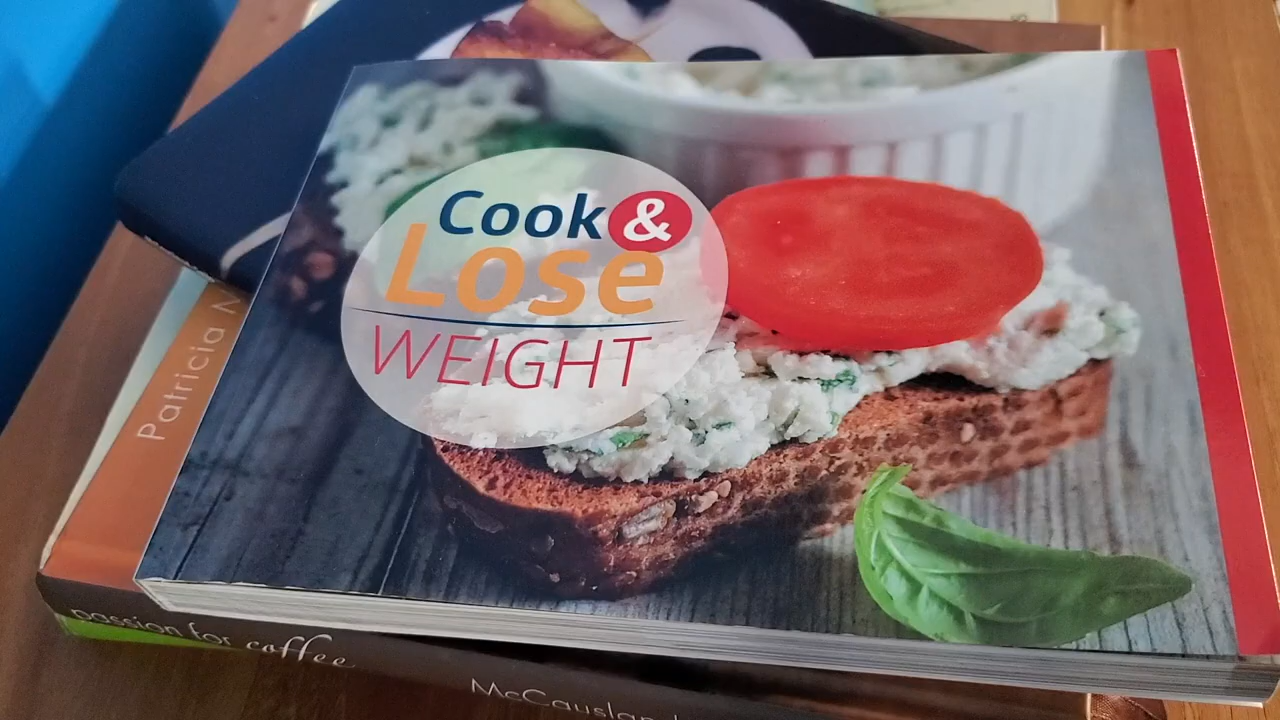 Cook &
Lose
WEIGHT
Patricia
passion for coffee
McCausland